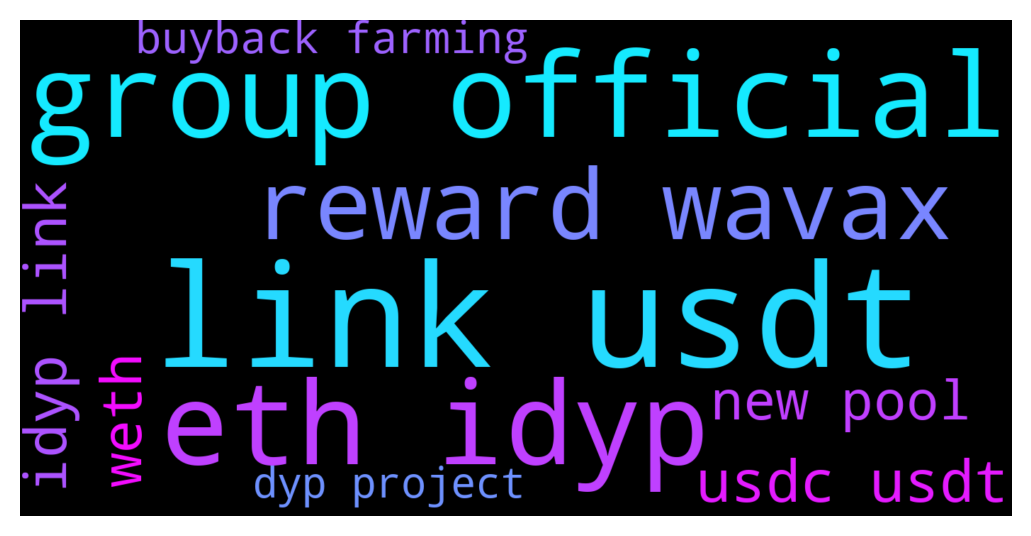 buyback farming
group official
reward wavax
idyp link
link usdt
weth
eth idyp
new pool
dyp project
usdc usdt